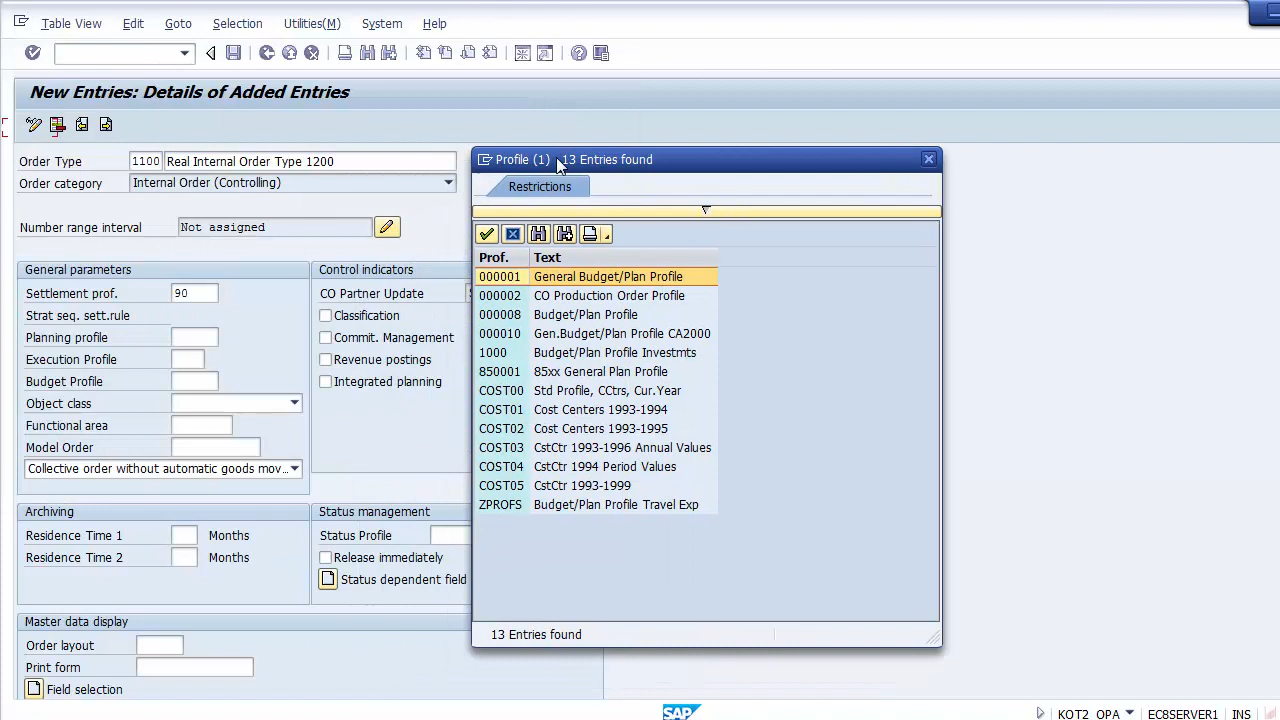 Table View Edit Goto Selection Utilities(M) System Help
New Entries: Details of Added Entries
Order Type 1100 Real Internal Order Type 1200
Order category Internal Order (Controlling)
Number range interval Not assigned
General parameters
Settlement prof. 90
Strat seq. sett.rule
Planning profile
Execution Profile
Budget Profile
Object class
Functional area
Model Order
Collective order without automatic goods mov...
Control indicators
CO Partner Update
Classification
Commit. Management
Revenue postings
Integrated planning
Archiving
Residence Time 1 Months
Residence Time 2 Months
Status management
Status Profile
Release immediately
Status dependent field
Master data display
Order layout
Print form
Field selection
Profile (1) 13 Entries found
Restrictions
Prof. Text
000001 General Budget/Plan Profile
000002 CO Production Order Profile
000008 Budget/Plan Profile
000010 Gen.Budget/Plan Profile CA2000
1000 Budget/Plan Profile Investmts
850001 85xx General Plan Profile
COST00 Std Profile, CCtrs, Cur.Year
COST01 Cost Centers 1993-1994
COST02 Cost Centers 1993-1995
COST03 CstCtr 1993-1996 Annual Values
COST04 CstCtr 1994 Period Values
COST05 CstCtr 1993-1999
ZPROFS Budget/Plan Profile Travel Exp
13 Entries found
SAP
KOT2 OPA EC8SERVER1 INS